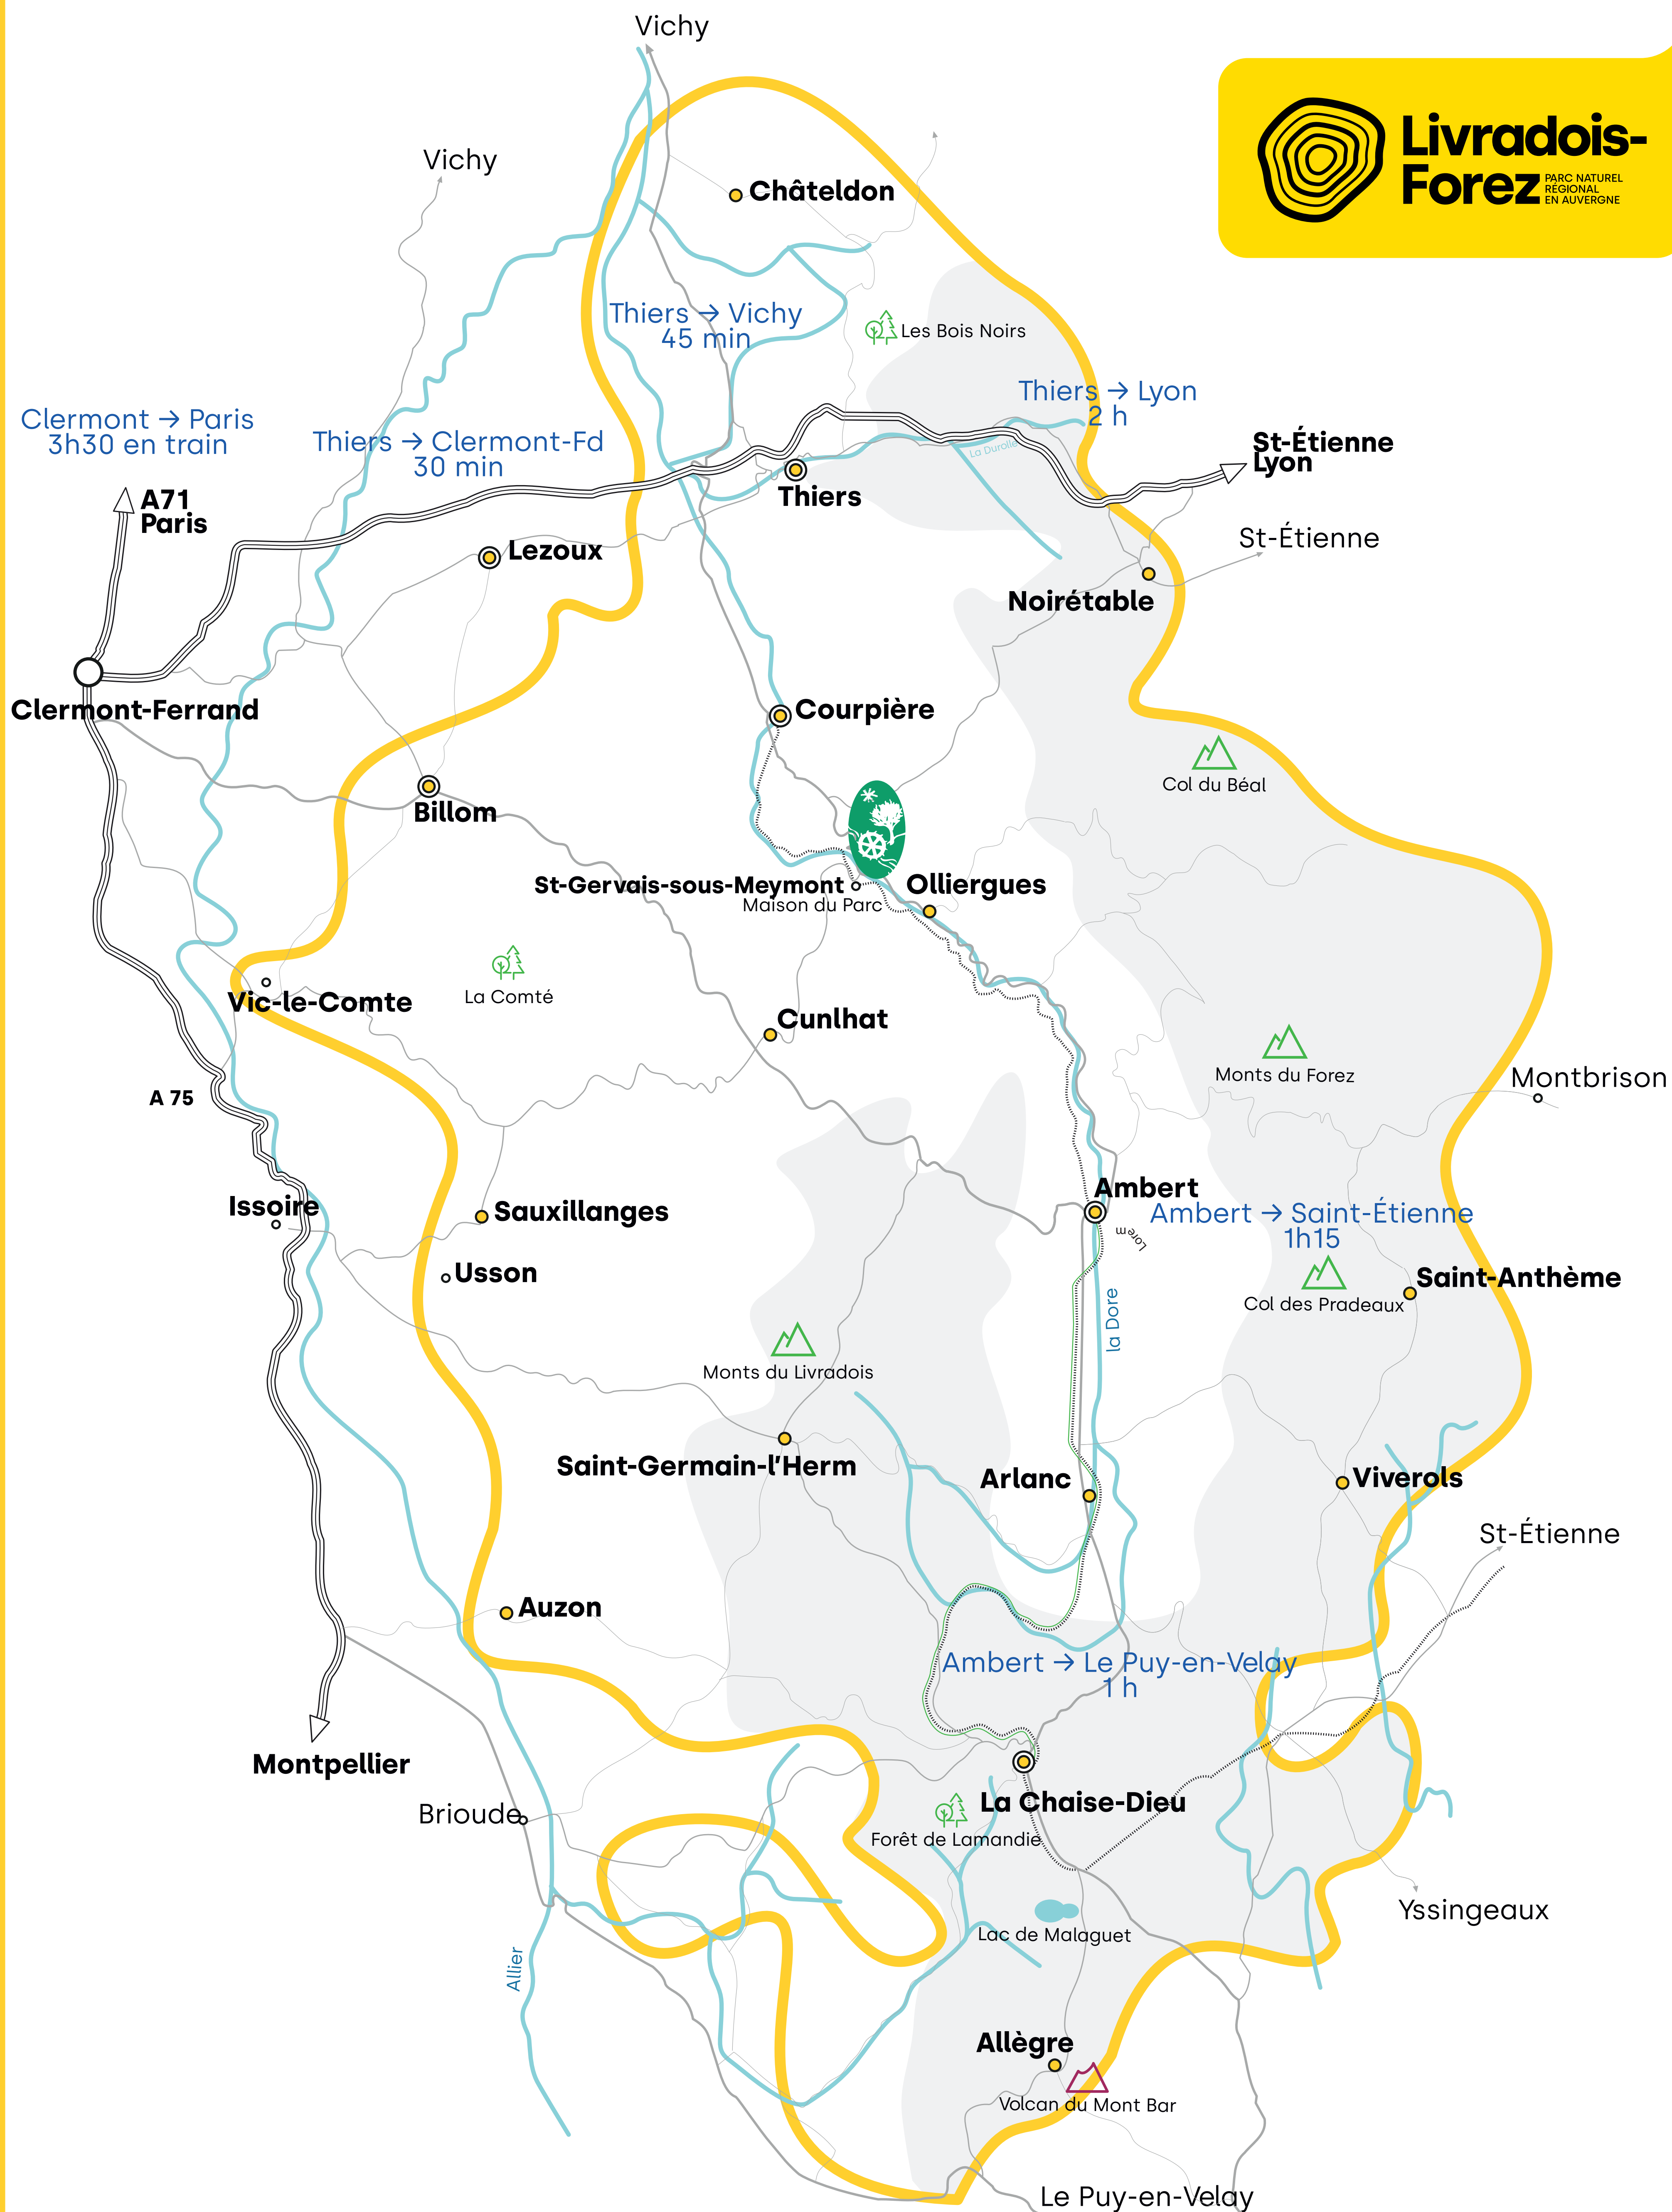 Vichy
Livradois-
Forez
PARC NATUREL
RÉGIONAL
EN AUVERGNE
Vichy
Châteldon
Thiers → Vichy
45 min
Les Bois Noirs
Thiers → Lyon
2 h
Clermont → Paris
3h30 en train
Thiers → Clermont-Fd
30 min
La Durolle
St-Étienne
Lyon
A71
Paris
Thiers
St-Étienne
Lezoux
Noirétable
Clermont-Ferrand
Courpière
Col du Béal
Billom
St-Gervais-sous-Meymont
Maison du Parc
Olliergues
La Comté
Vic-le-Comte
Cunlhat
Monts du Forez
Montbrison
A 75
Ambert
Issoire
Sauxillanges
Ambert → Saint-Étienne
1h15
Lorem
Usson
Saint-Anthème
Col des Pradeaux
la Dore
Monts du Livradois
Saint-Germain-l'Herm
Arlanc
Viverols
St-Étienne
Auzon
Ambert → Le Puy-en-Velay
1 h
Montpellier
Brioude
La Chaise-Dieu
Forêt de Lamandie
Yssingeaux
Lac de Malaguet
Allier
Allègre
Volcan du Mont Bar
Le Puy-en-Velay